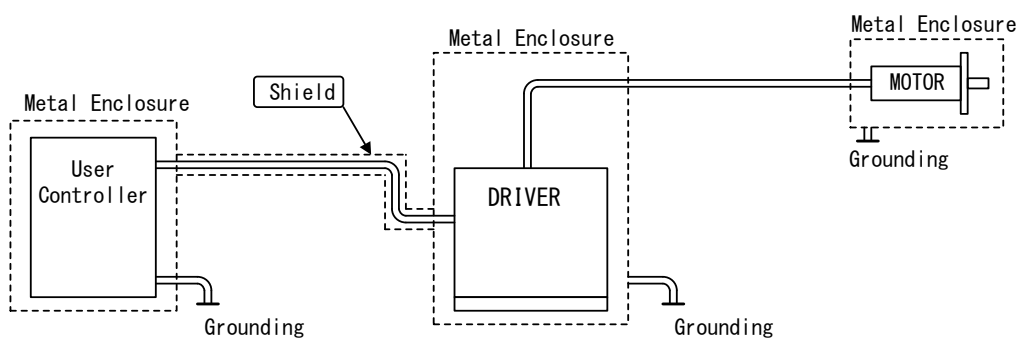 Metal Enclosure
Metal Enclosure
Shield
MOTOR
Metal Enclosure
User
Controller
DRIVER
Grounding
Grounding
Grounding